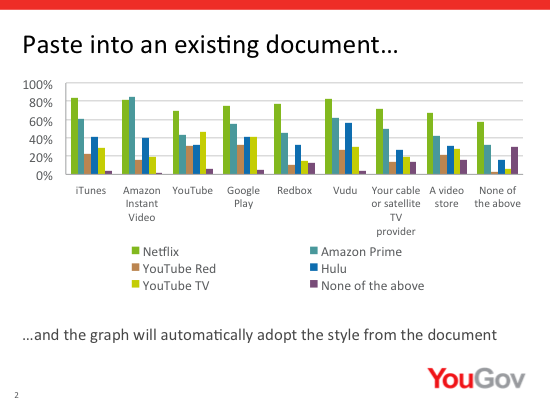 Paste into an existing document…
100%
80%
60%
40%
20%
0%
iTunes
Amazon
Instant
Video
YouTube
Google
Play
Redbox
Vudu
Your cable
or satellite
TV
provider
A video
store
None of
the above
Netflix
Amazon Prime
YouTube Red
Hulu
YouTube TV
None of the above
…and the graph will automatically adopt the style from the document
YouGov
2